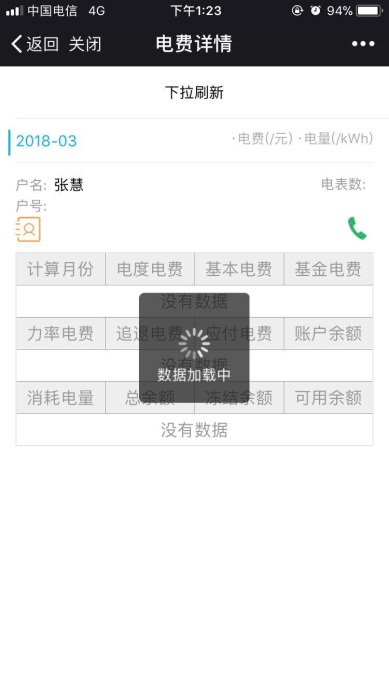 中国电信 4G 下午1:23 94%
返回 关闭 电费详情
下拉刷新
2018-03 ·电费(/元) ·电量(/kWh)
户名: 张慧 电表数:
户号:
计算月份 电度电费 基本电费 基金电费
没有数据
力率电费 追退电费 应付电费 账户余额
没有数据
数据加载中
消耗电量 总余额 冻结余额 可用余额
没有数据